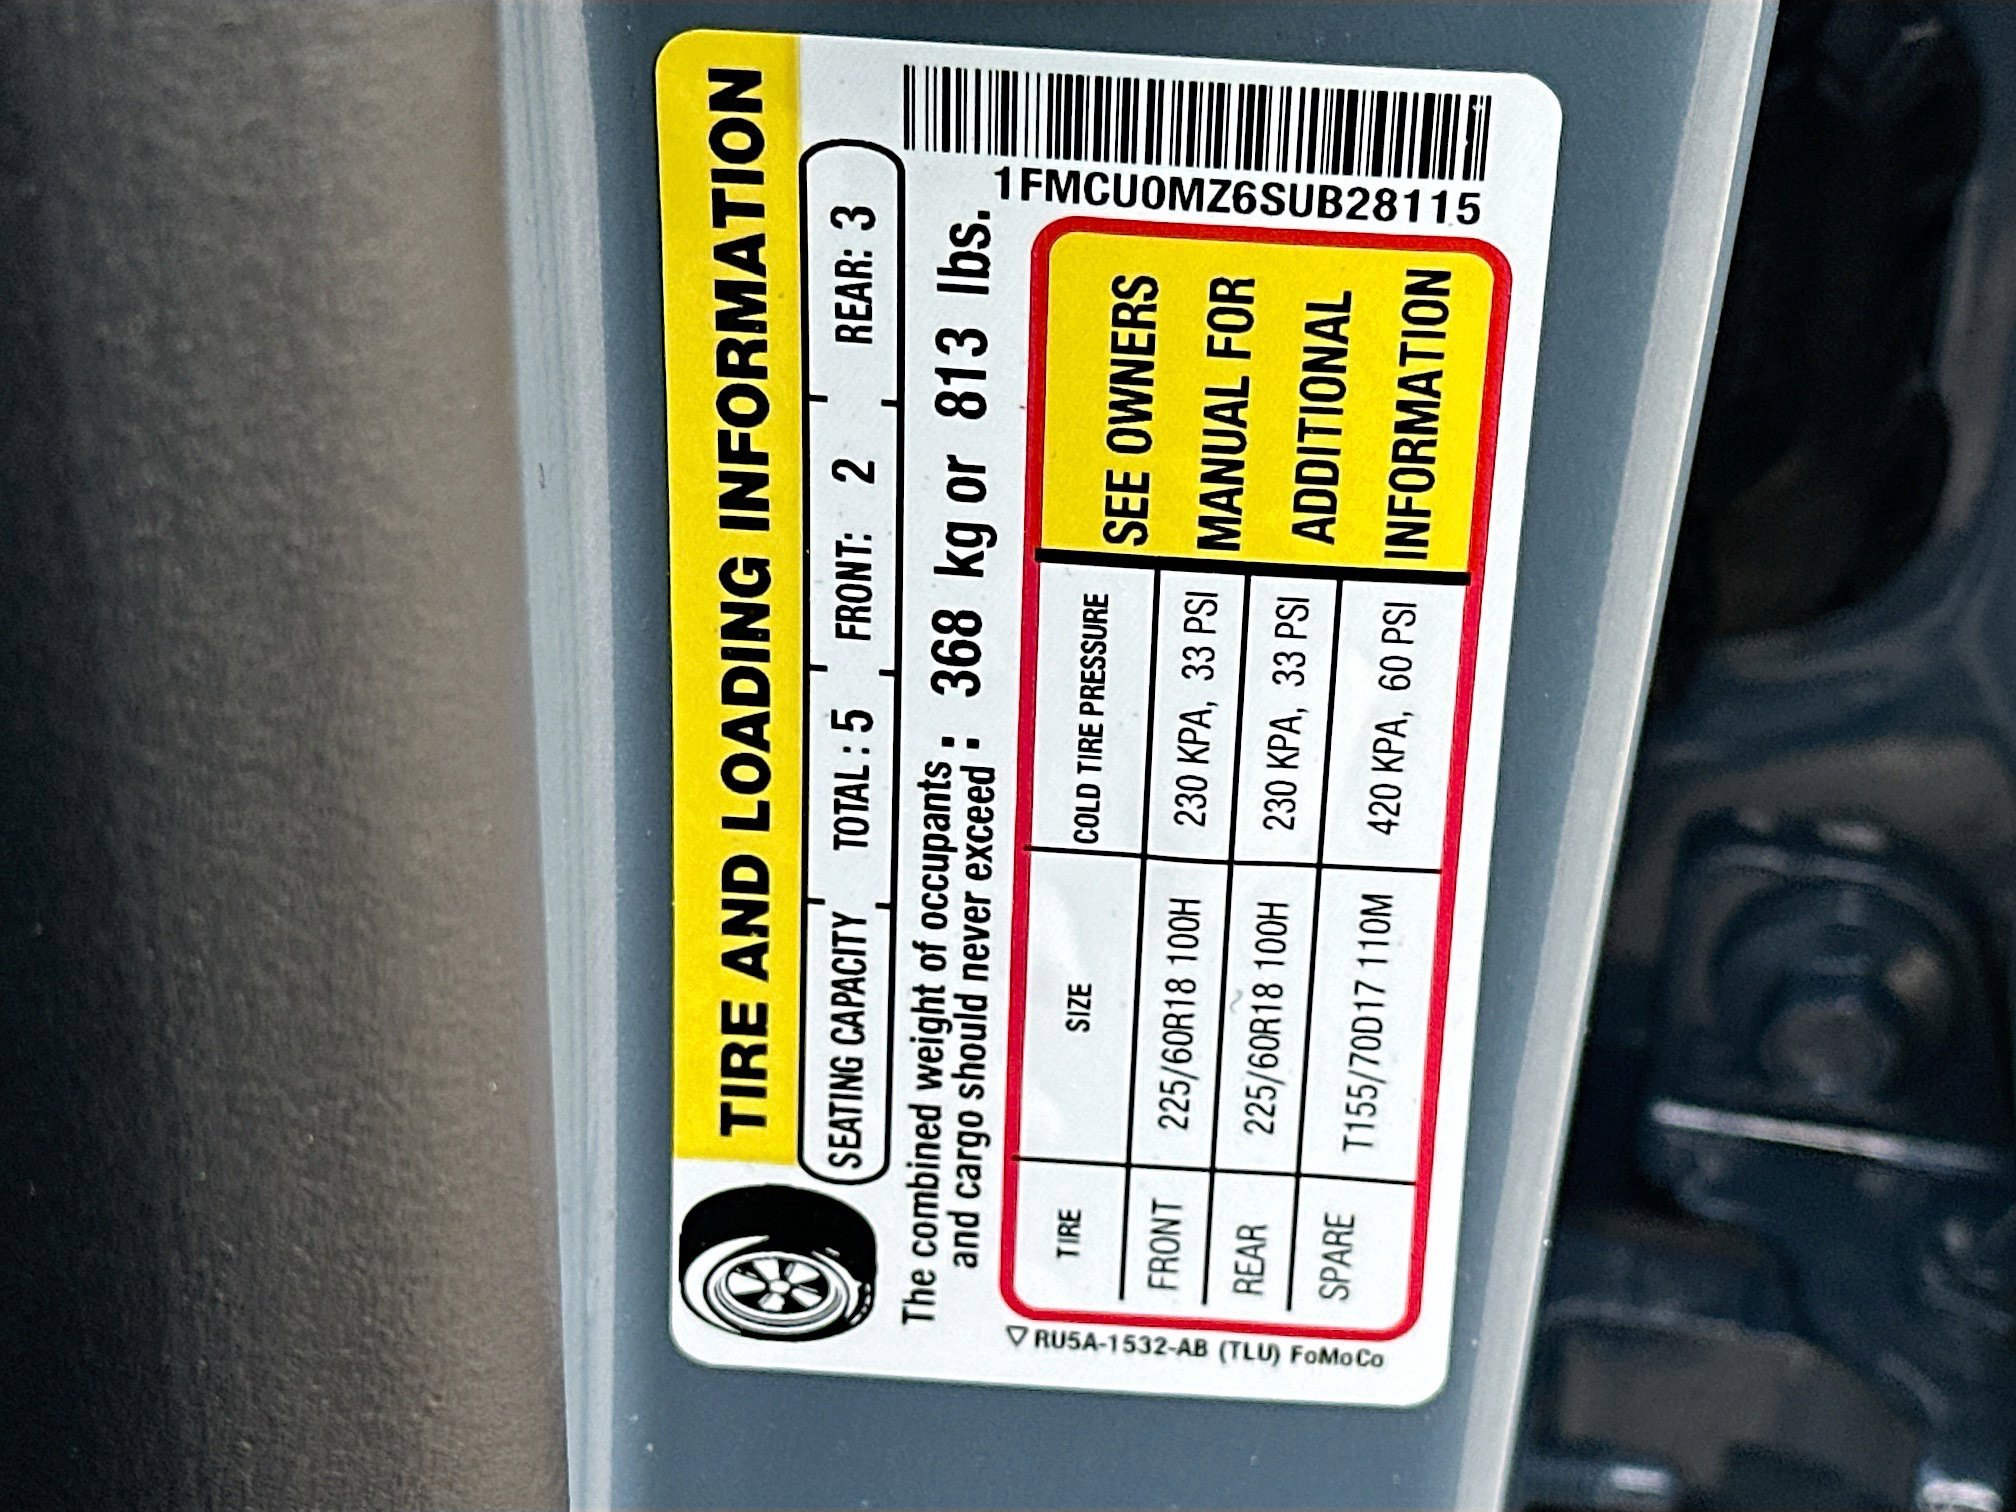 TIRE AND LOADING INFORMATION
SEATING CAPACITY TOTAL : 5 FRONT: 2 REAR: 3
The combined weight of occupants : 368 kg or 813 lbs.
and cargo should never exceed :
1FMCU0MZ6SUB28115
TIRE SIZE COLD TIRE PRESSURE
FRONT 225/60R18 100H 230 KPA, 33 PSI
REAR 225/60R18 100H 230 KPA, 33 PSI
SPARE T155/70D17 110M 420 KPA, 60 PSI
SEE OWNERS
MANUAL FOR
ADDITIONAL
INFORMATION
▽ RU5A-1532-AB (TLU) FoMoCo